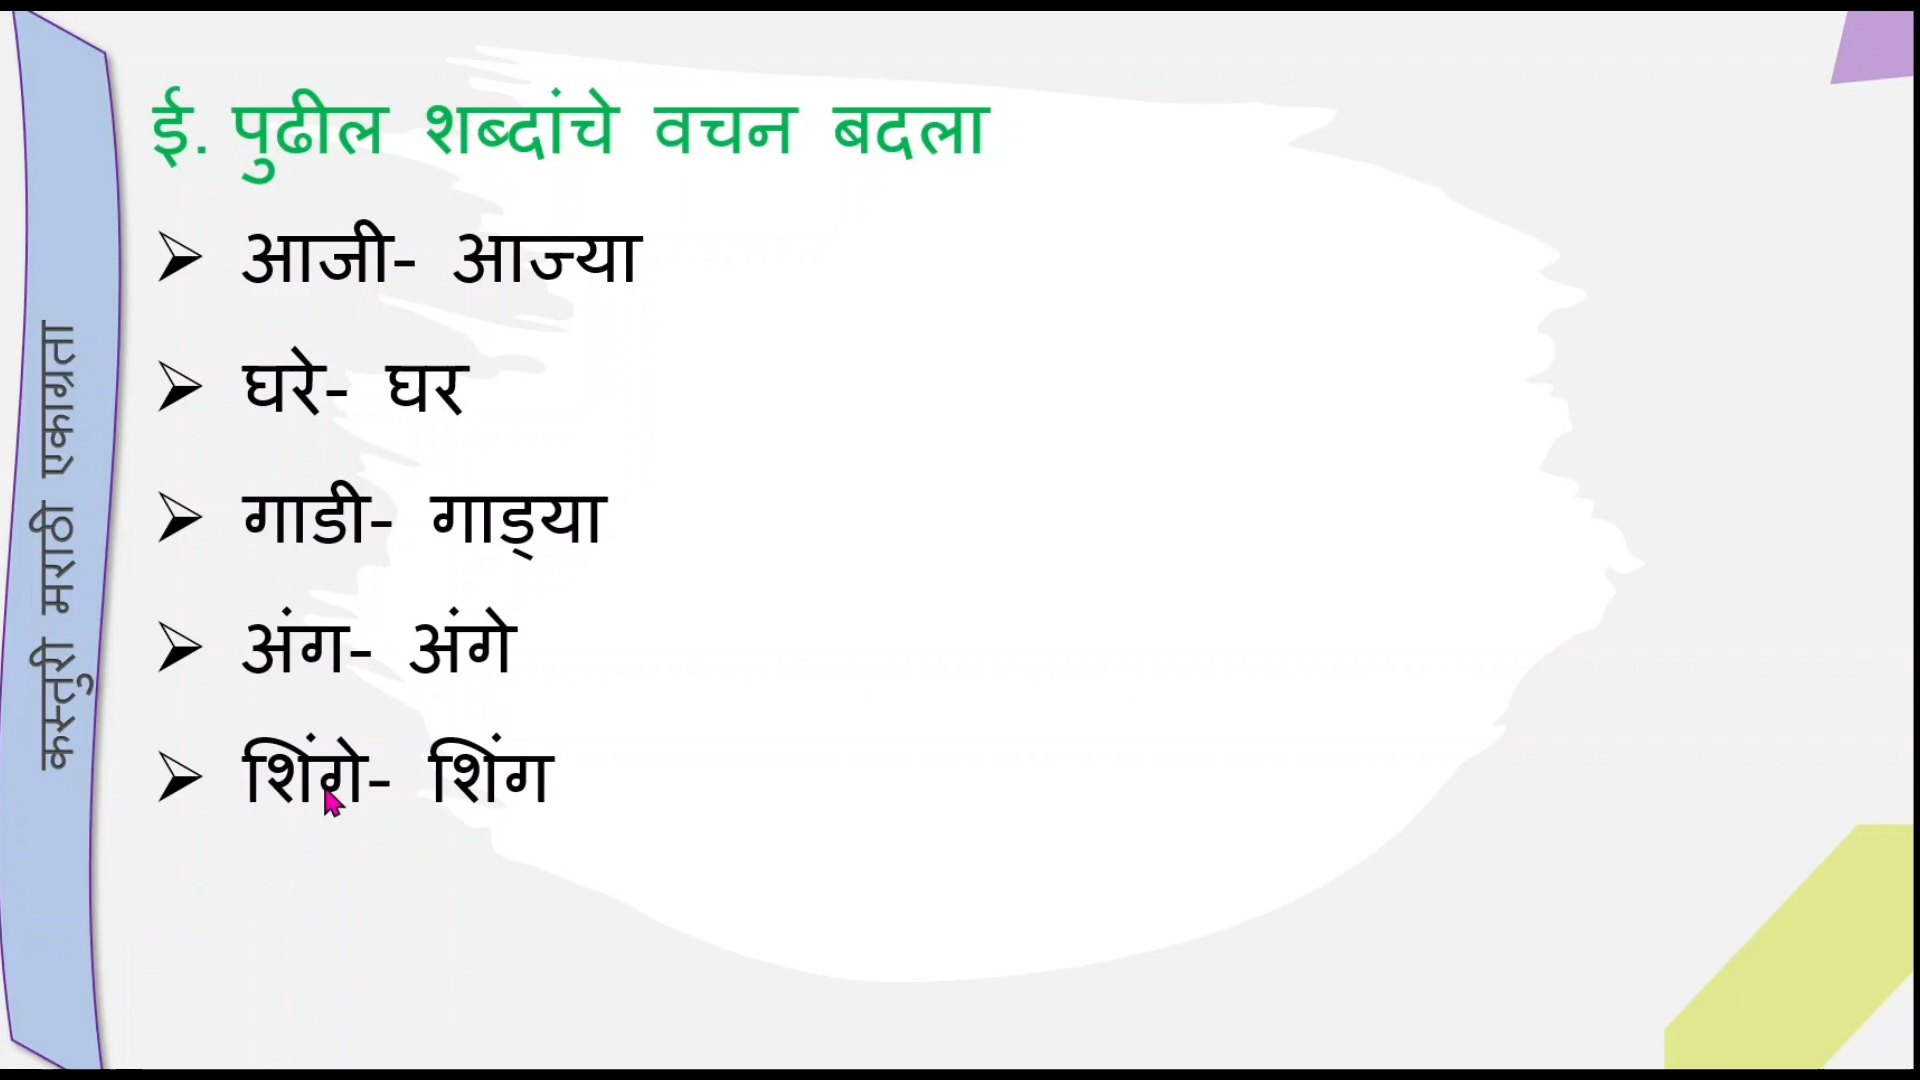 ई. पुढील शब्दांचे वचन बदला
आजी- आज्या
घरे- घर
गाडी- गाड्या
अंग- अंगे
शिंगे- शिंग
कस्तुरी मराठी एकाग्रता